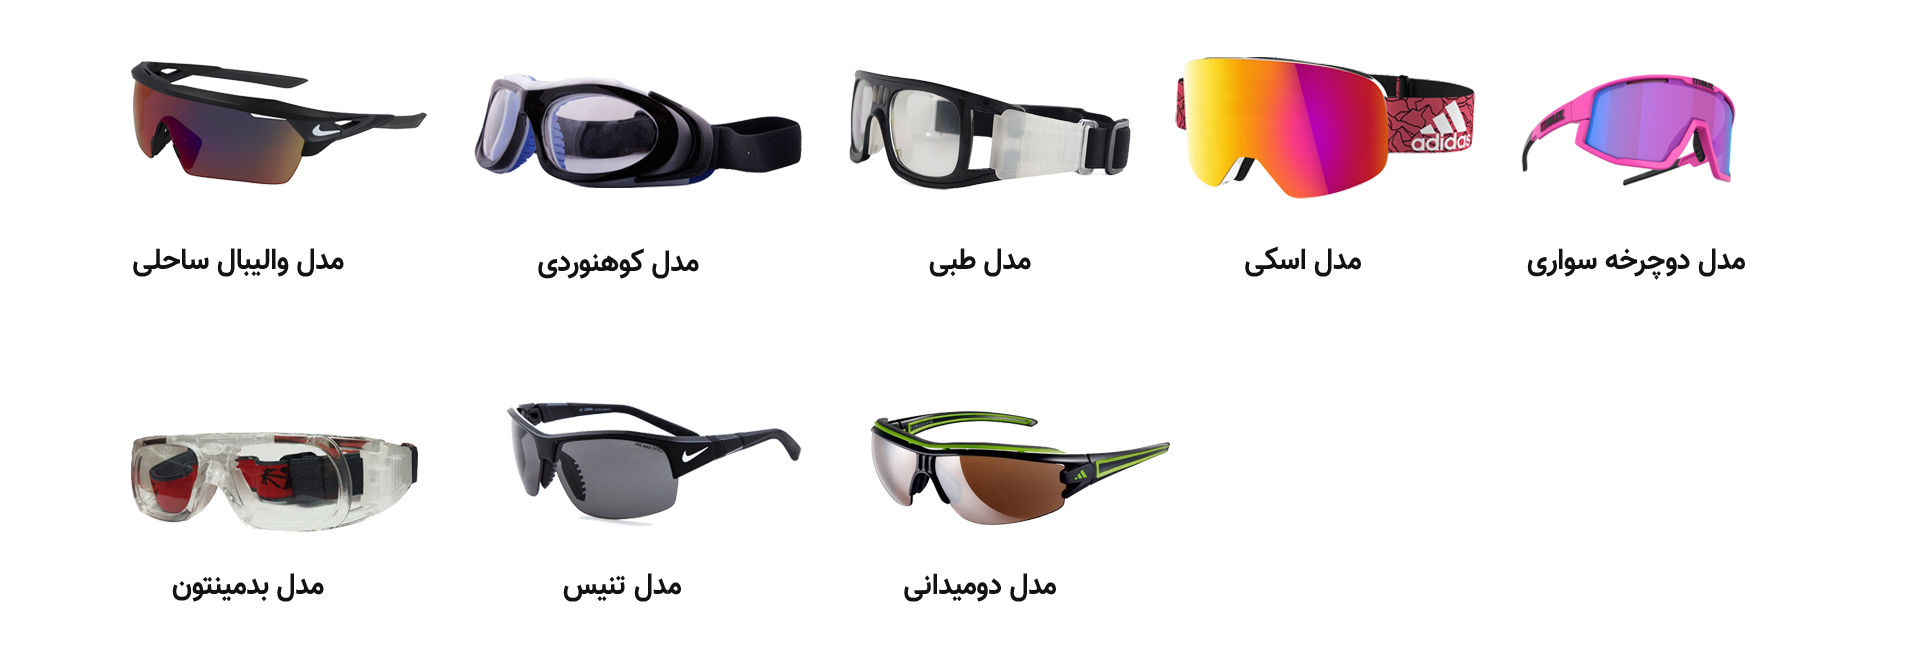 adidas
مدل دوچرخه سواری
مدل اسکی
مدل طبی
مدل کوهنوردی
مدل والیبال ساحلی
مدل دومیدانی
مدل تنیس
مدل بدمینتون